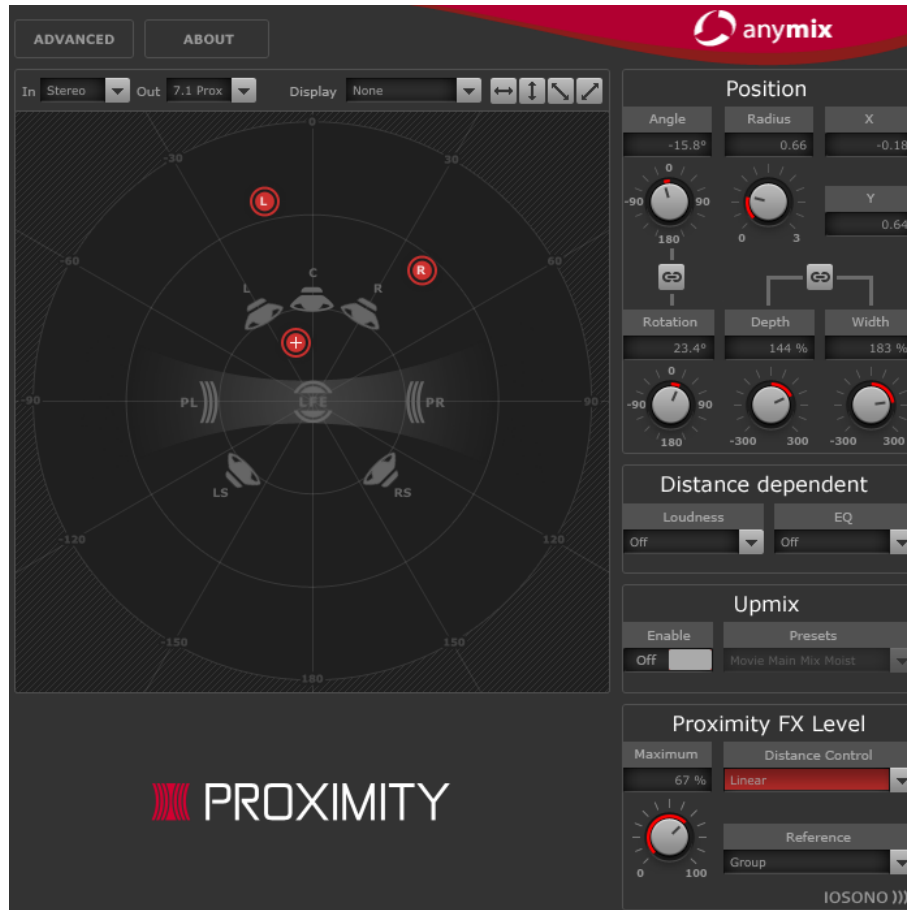 ADVANCED ABOUT anymix
In Stereo Out 7.1 Prox Display None
0
-30 30
-60 60
-90 90
-120 120
-150 150
180
L
R
C
L R
PL LFE PR
LS RS
PROXIMITY
Position
Angle Radius X
-15.8° 0.66 -0.18
0
-90 90
180
0 3
Y
0.64
Rotation Depth Width
23.4° 144 % 183 %
0
-90 90
180
-300 300 -300 300
Distance dependent
Loudness EQ
Off Off
Upmix
Enable Presets
Off Movie Main Mix Moist
Proximity FX Level
Maximum Distance Control
67 % Linear
0 100
Reference
Group
IOSONO